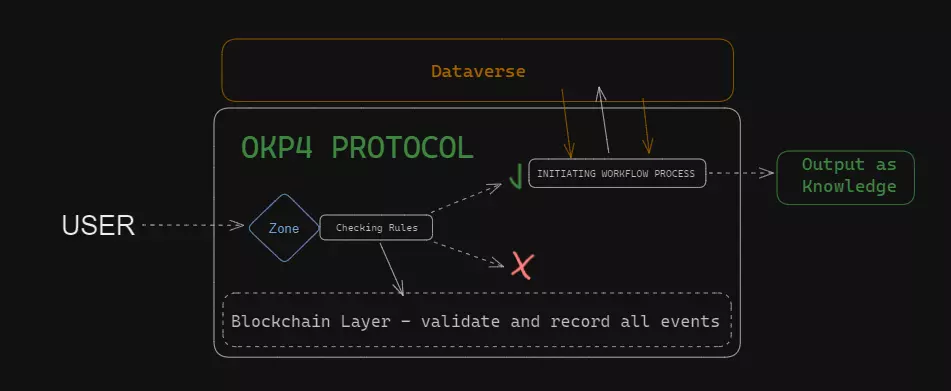 Dataverse
OKP4 PROTOCOL
INITIATING WORKFLOW PROCESS
Output as
Knowledge
USER
Zone
Checking Rules
Blockchain Layer - validate and record all events